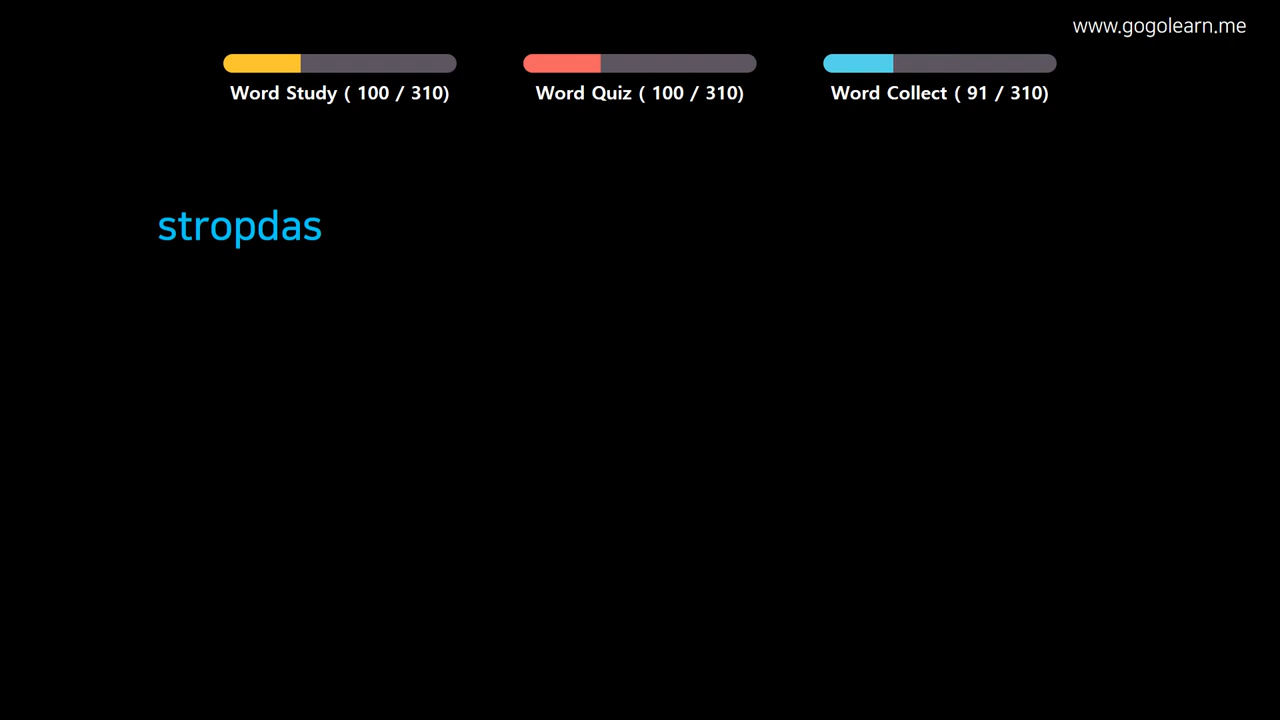 www.gogolearn.me
Word Study ( 100 / 310)
Word Quiz ( 100 / 310)
Word Collect ( 91 / 310)
stropdas